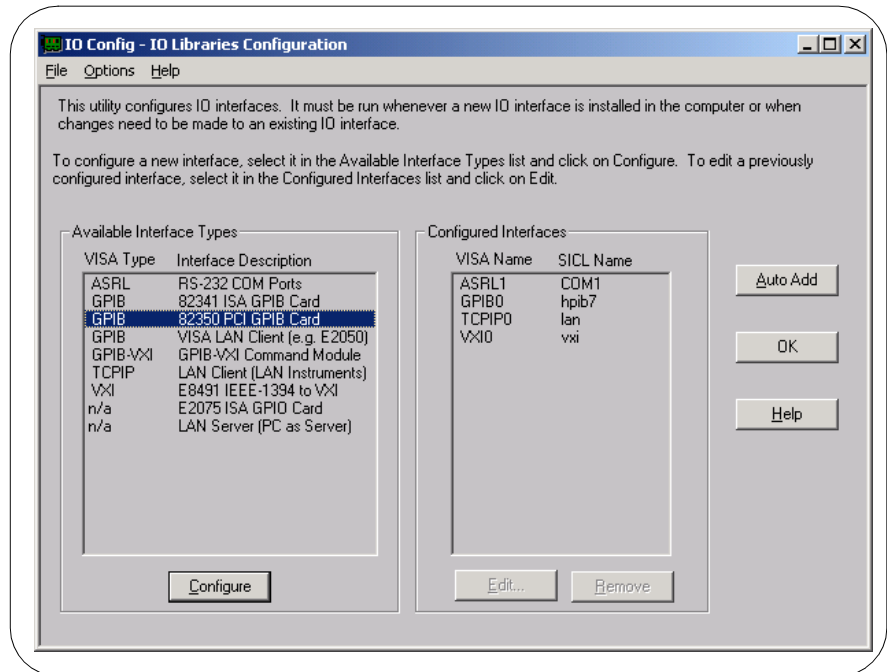 IO Config - IO Libraries Configuration
File Options Help
This utility configures IO interfaces. It must be run whenever a new IO interface is installed in the computer or when
changes need to be made to an existing IO interface.
To configure a new interface, select it in the Available Interface Types list and click on Configure. To edit a previously
configured interface, select it in the Configured Interfaces list and click on Edit.
Available Interface Types
VISA Type Interface Description
ASRL RS-232 COM Ports
GPIB 82341 ISA GPIB Card
GPIB 82350 PCI GPIB Card
GPIB VISA LAN Client (e.g. E2050)
GPIB-VXI GPIB-VXI Command Module
TCPIP LAN Client (LAN Instruments)
VXI E8491 IEEE-1394 to VXI
n/a E2075 ISA GPIO Card
n/a LAN Server (PC as Server)
Configure
Configured Interfaces
VISA Name SICL Name
ASRL1 COM1
GPIB0 hpib7
TCPIP0 lan
VXI0 vxi
Edit... Remove
Auto Add
OK
Help